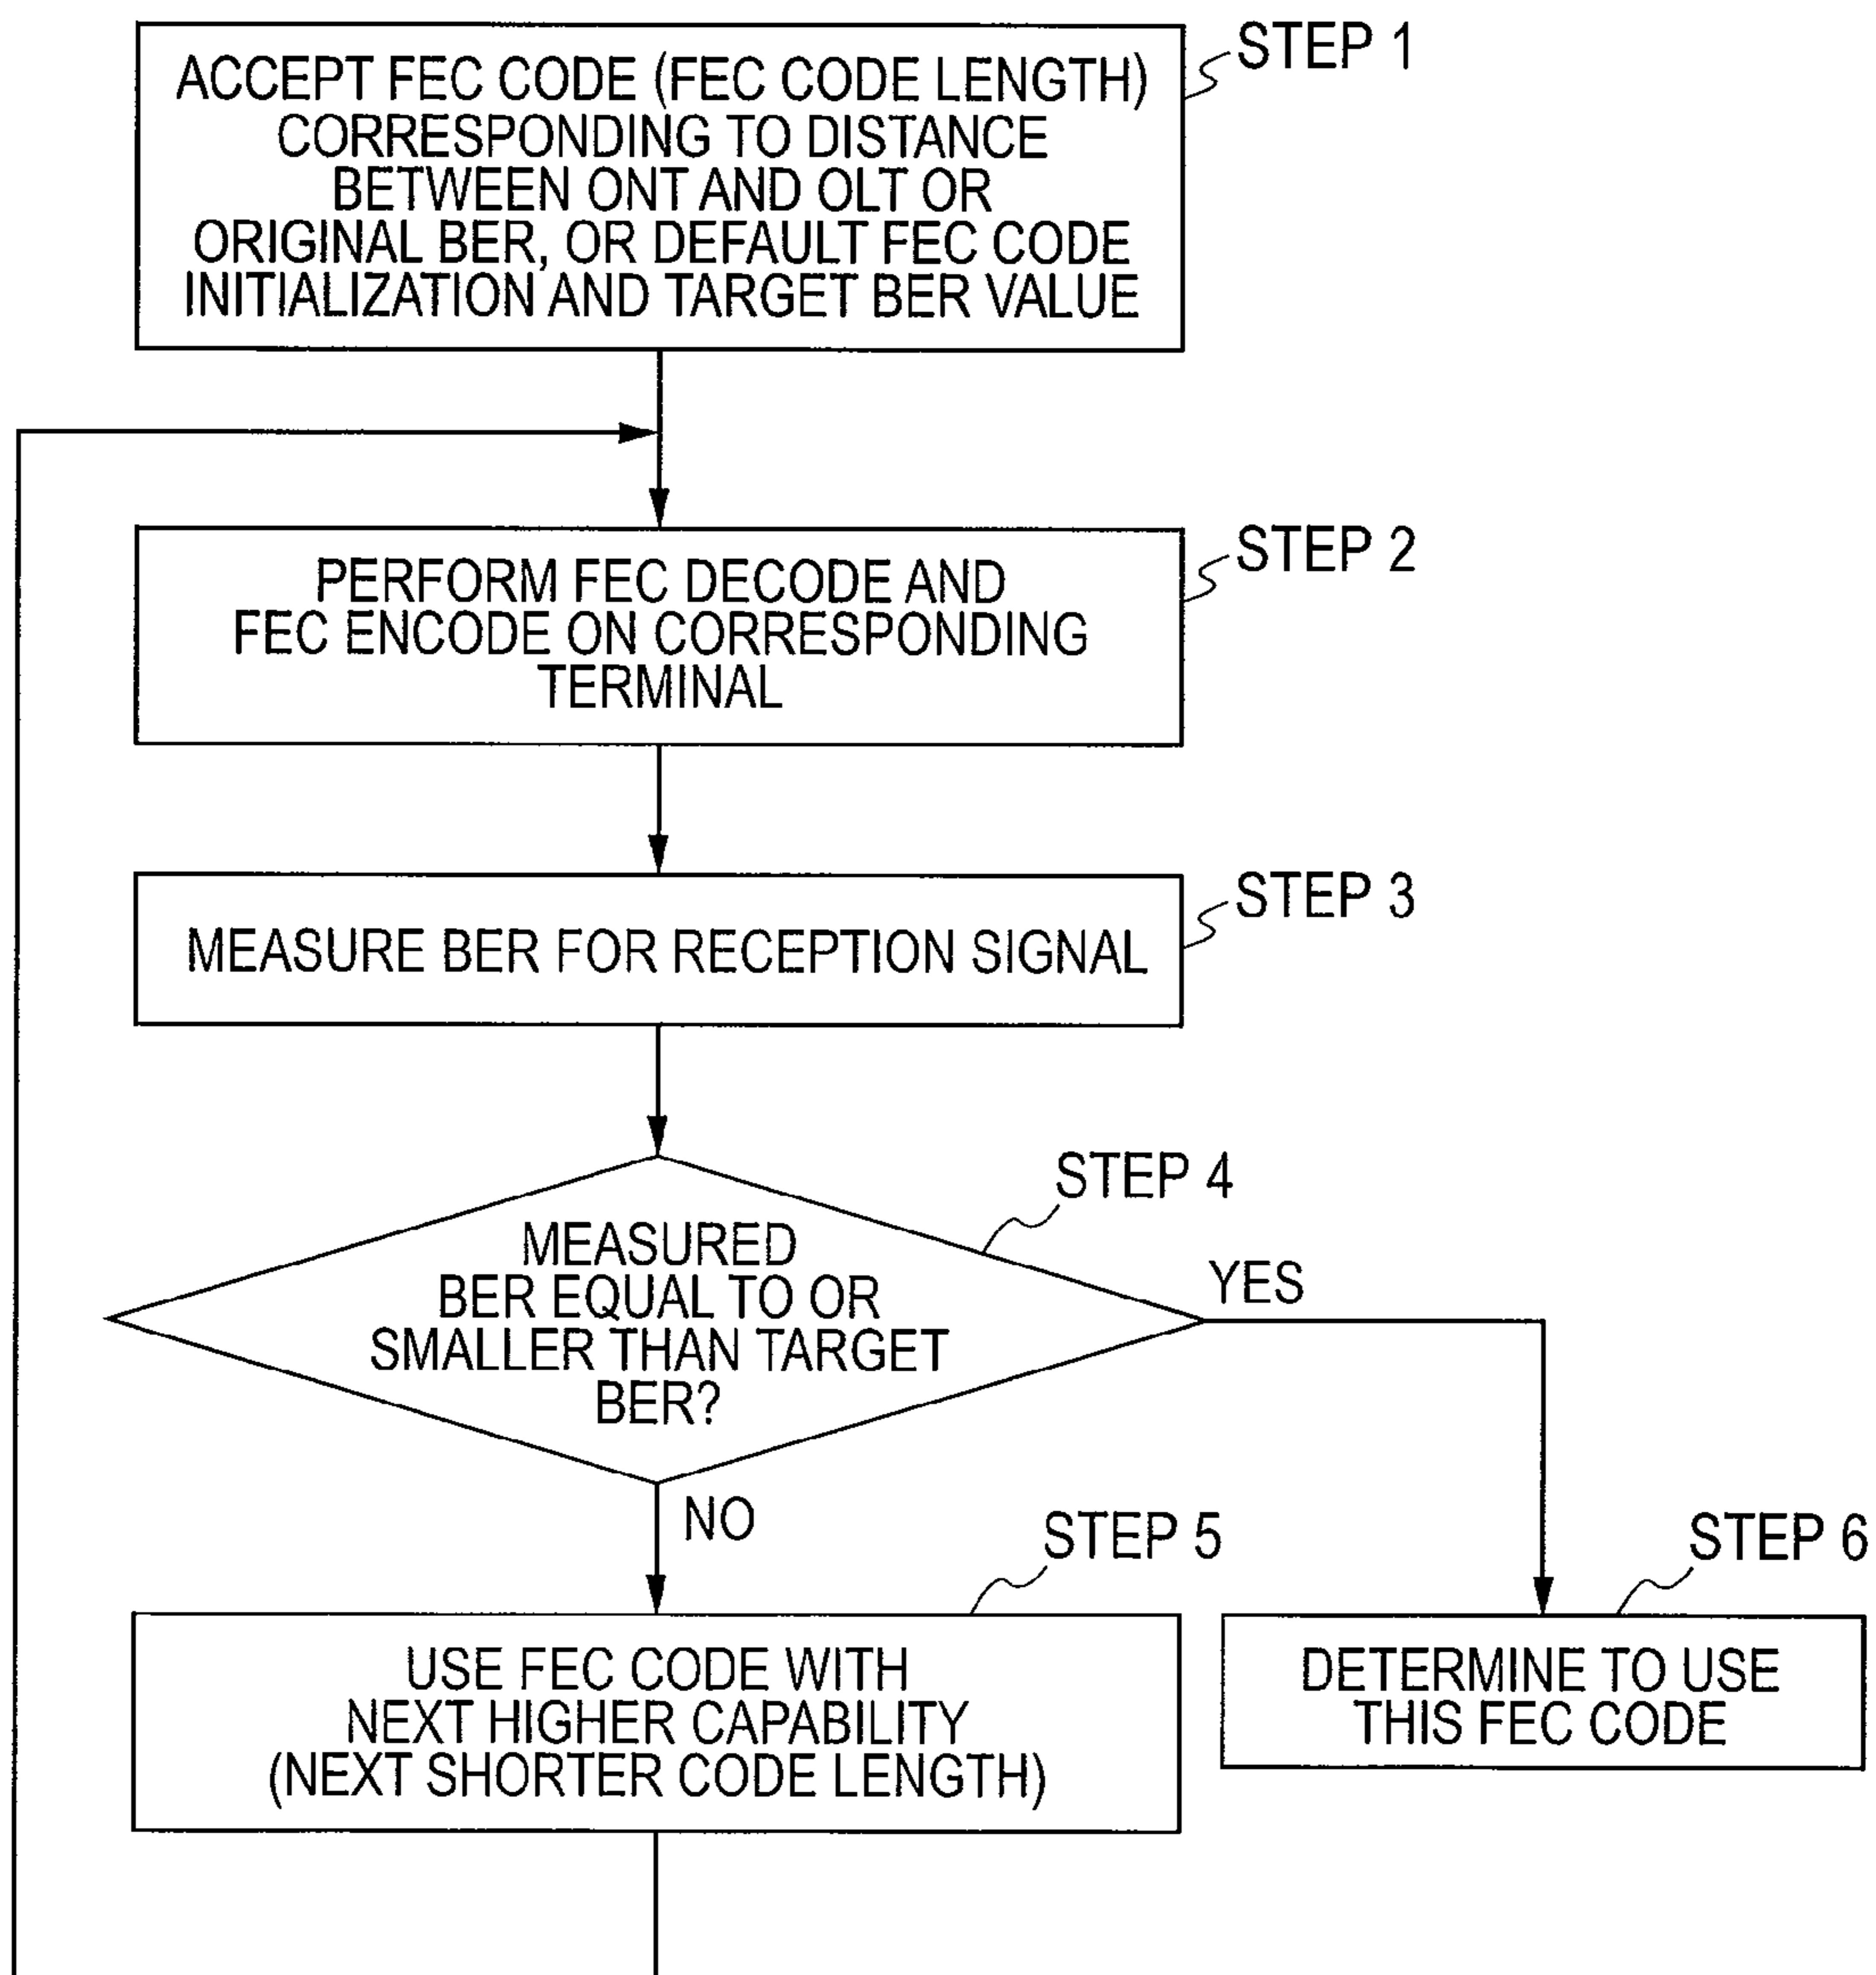 STEP 1
ACCEPT FEC CODE (FEC CODE LENGTH)
CORRESPONDING TO DISTANCE
BETWEEN ONT AND OLT OR
ORIGINAL BER, OR DEFAULT FEC CODE
INITIALIZATION AND TARGET BER VALUE
STEP 2
PERFORM FEC DECODE AND
FEC ENCODE ON CORRESPONDING
TERMINAL
STEP 3
MEASURE BER FOR RECEPTION SIGNAL
STEP 4
MEASURED
BER EQUAL TO OR
SMALLER THAN TARGET
BER?
YES
NO
STEP 5
USE FEC CODE WITH
NEXT HIGHER CAPABILITY
(NEXT SHORTER CODE LENGTH)
STEP 6
DETERMINE TO USE
THIS FEC CODE